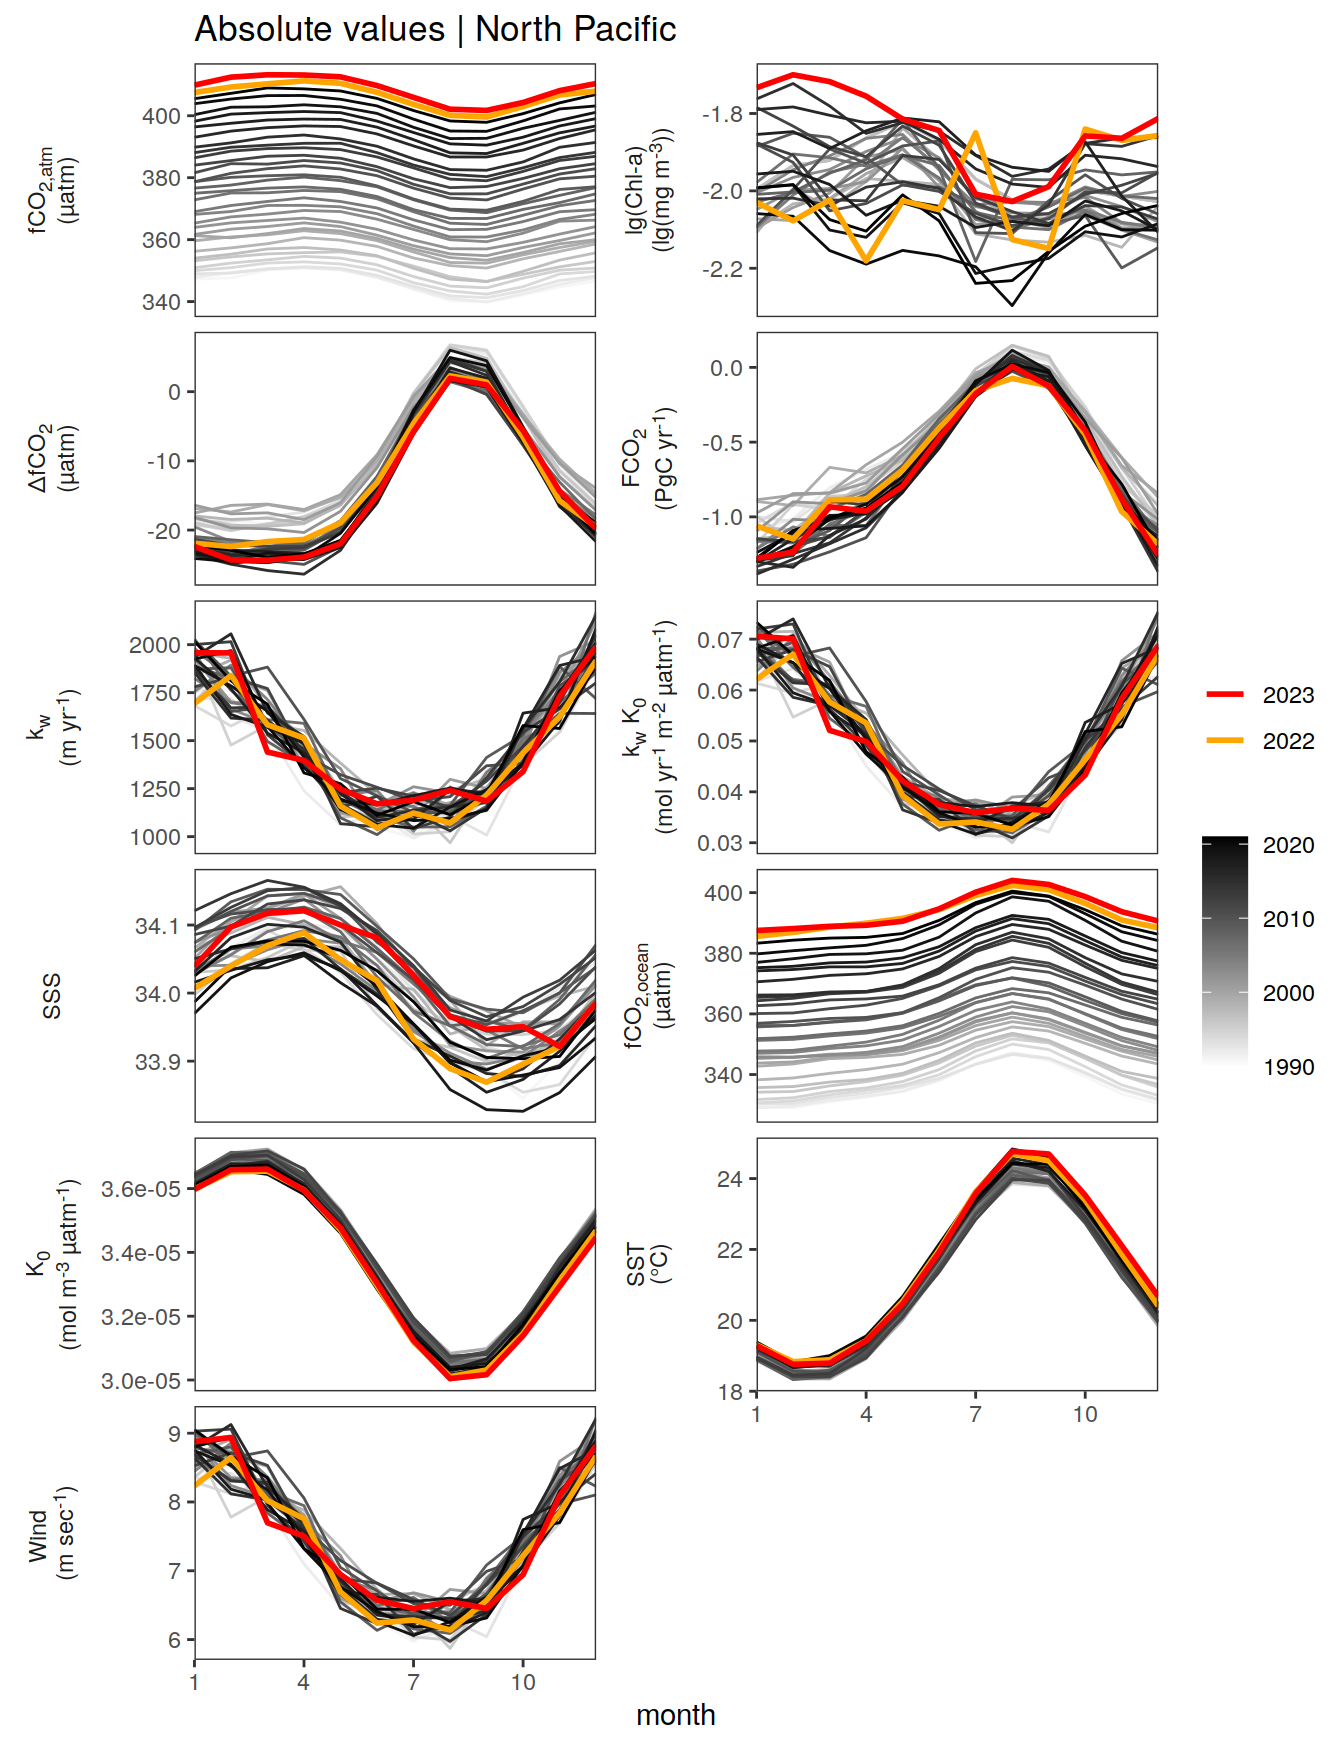 Absolute values | North Pacific
fCO2,atm
(µatm)
400
380
360
340
lg(Chl-a)
(lg(mg m-3))
-1.8
-2.0
-2.2
ΔfCO2
(µatm)
0
-10
-20
FCO2
(PgC yr-1)
0.0
-0.5
-1.0
kw
(m yr-1)
2000
1750
1500
1250
1000
kw K0
(mol yr-1 m-2 µatm-1)
0.07
0.06
0.05
0.04
0.03
SSS
34.1
34.0
33.9
fCO2,ocean
(µatm)
400
380
360
340
K0
(mol m-3 µatm-1)
3.6e-05
3.4e-05
3.2e-05
3.0e-05
SST
(°C)
24
22
20
18
1 4 7 10
Wind
(m sec-1)
9
8
7
6
1 4 7 10
month
2023
2022
2020
2010
2000
1990